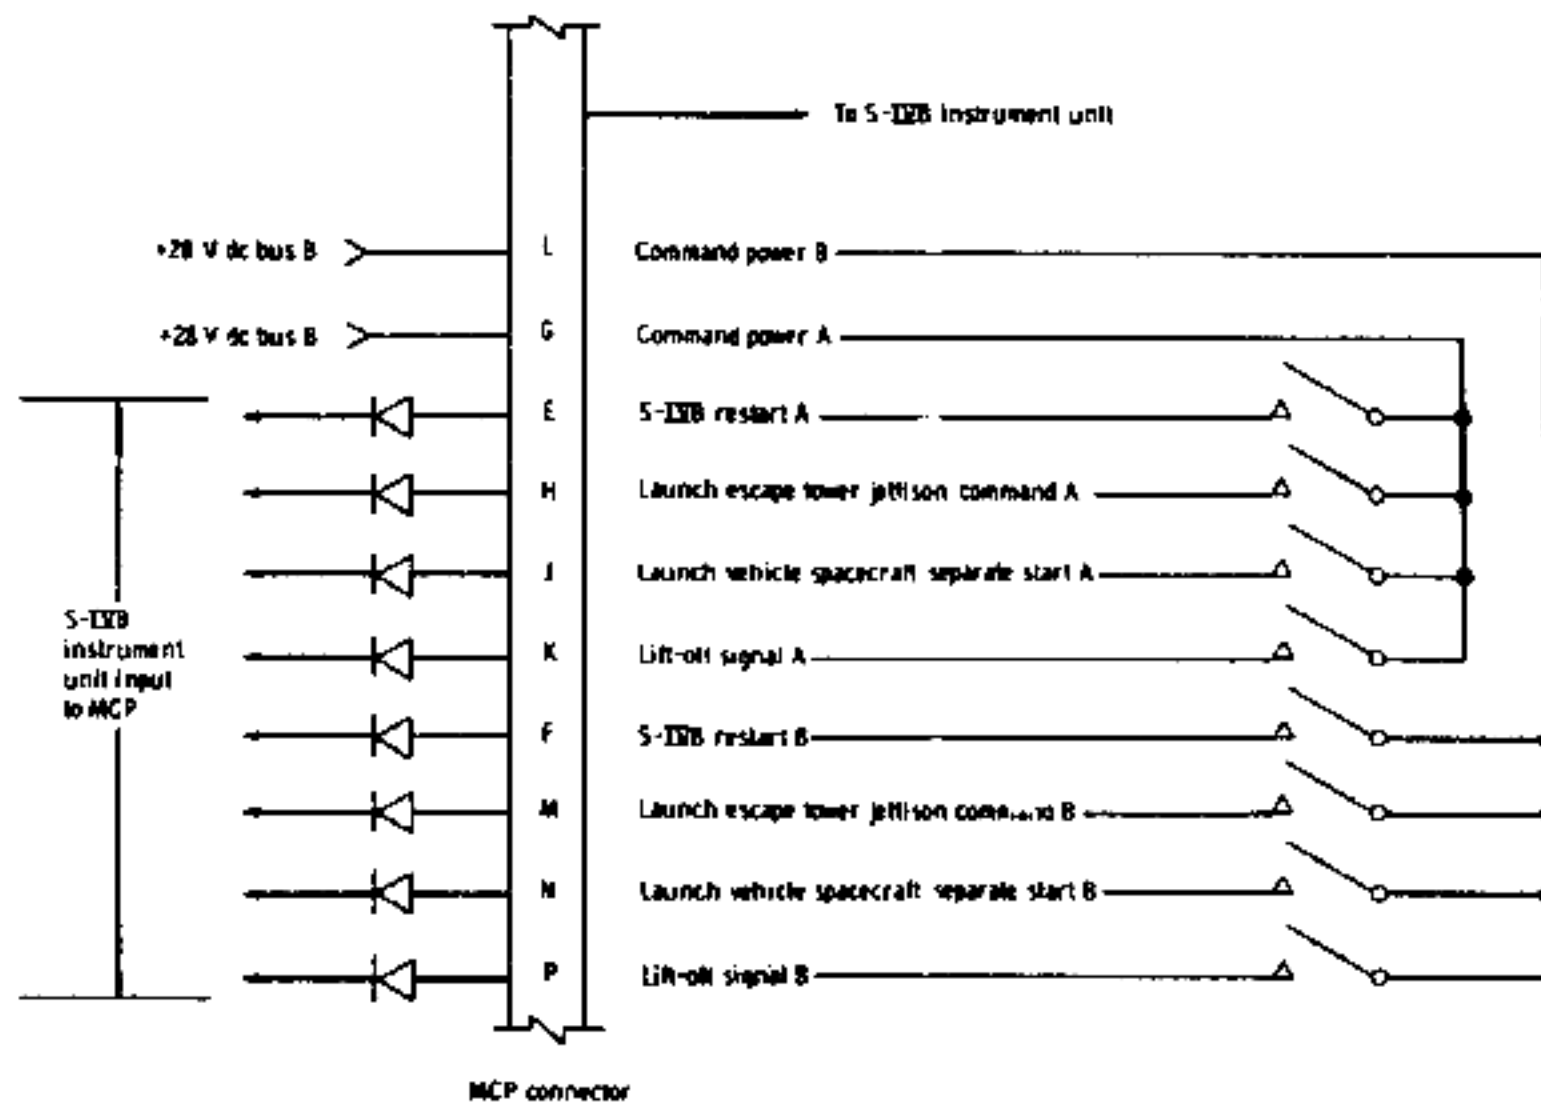 To S-IVB instrument unit
+28 V dc bus B
L
Command power B
+28 V dc bus B
G
Command power A
E
S-IVB restart A
H
Launch escape tower jettison command A
J
Launch vehicle spacecraft separate start A
K
Lift-off signal A
F
S-IVB restart B
M
Launch escape tower jettison command B
N
Launch vehicle spacecraft separate start B
P
Lift-off signal B
S-IVB
instrument
unit input
to MCP
MCP connector